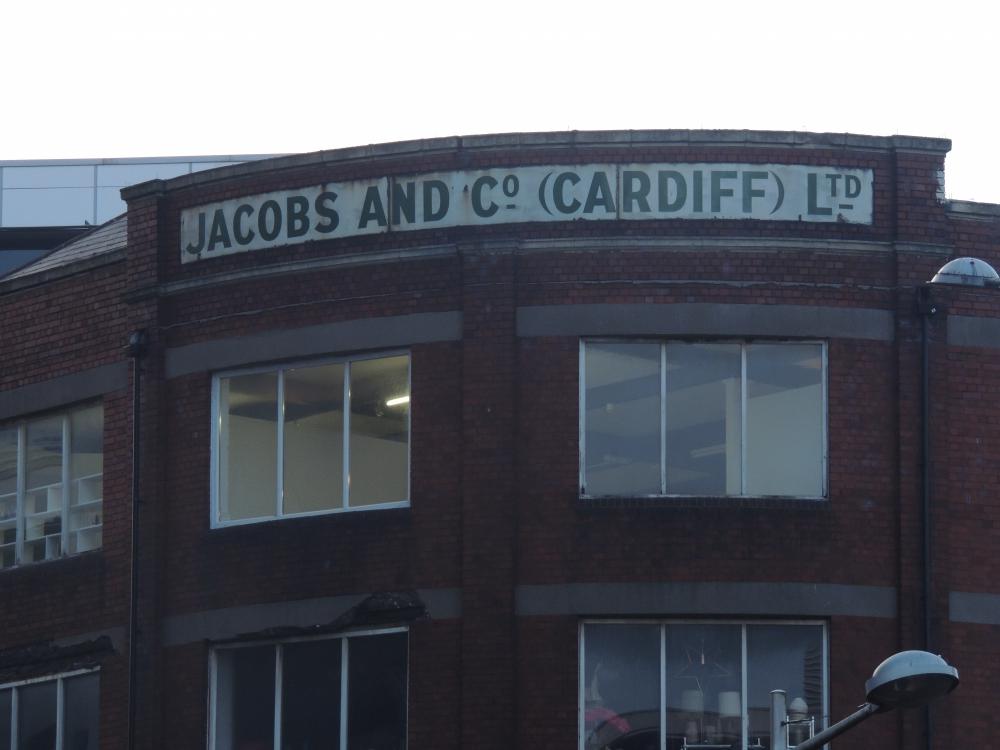 JACOBS AND Cº (CARDIFF) LTD